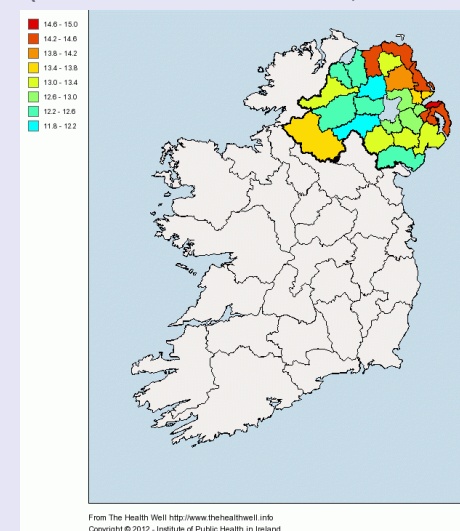 14.6 - 15.0
14.2 - 14.6
13.8 - 14.2
13.4 - 13.8
13.0 - 13.4
12.6 - 13.0
12.2 - 12.6
11.8 - 12.2
From The Health Well http://www.thehealthwell.info
Copyright © 2012 - Institute of Public Health in Ireland